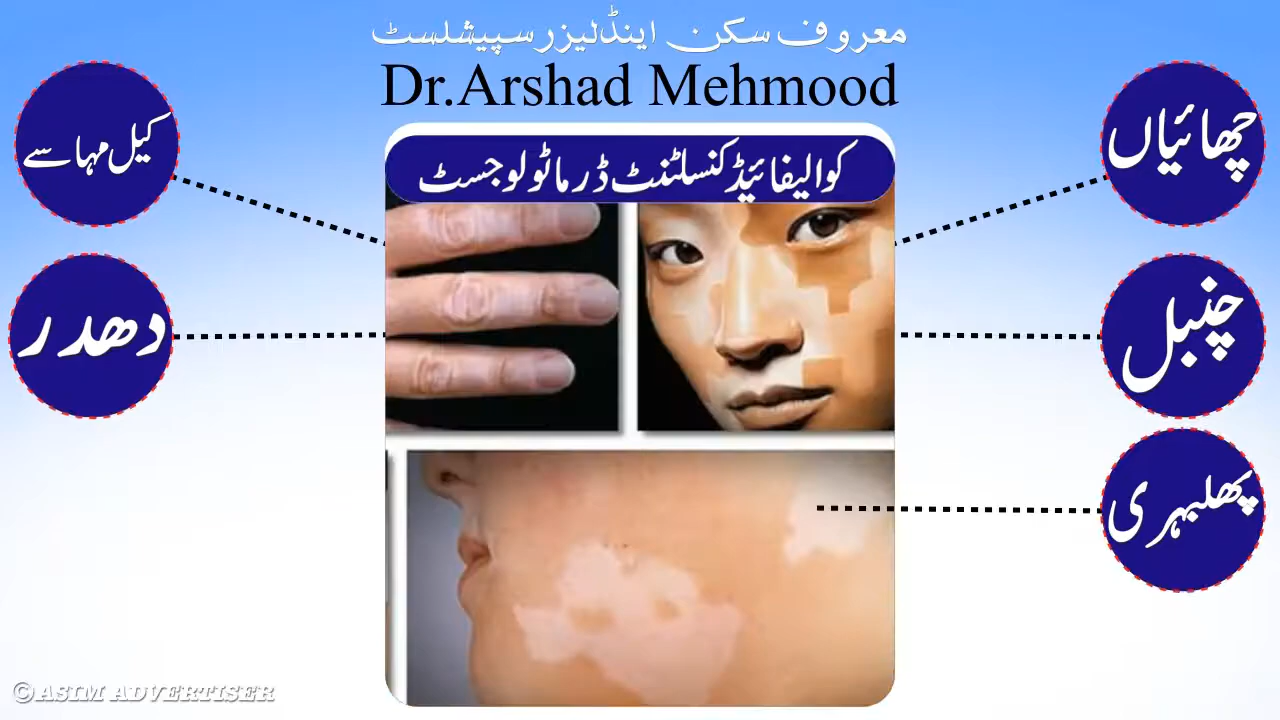 معروف سکن اینڈلیزرسپیشلسٹ
Dr.Arshad Mehmood
کوالیفائیڈکنسلٹنٹ ڈرماٹولوجسٹ
چھائیاں
کیل مہاسے
چنبل
دھدر
پھلبہری
©ASIM ADVERTISER